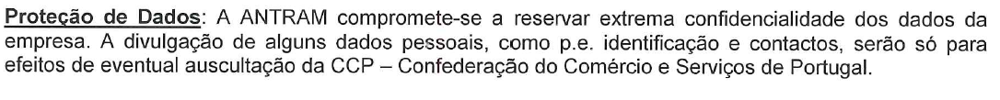 Proteção de Dados: A ANTRAM compromete-se a reservar extrema confidencialidade dos dados da
empresa. A divulgação de alguns dados pessoais, como p.e. identificação e contactos, serão só para
efeitos de eventual auscultação da CCP – Confederação do Comércio e Serviços de Portugal.